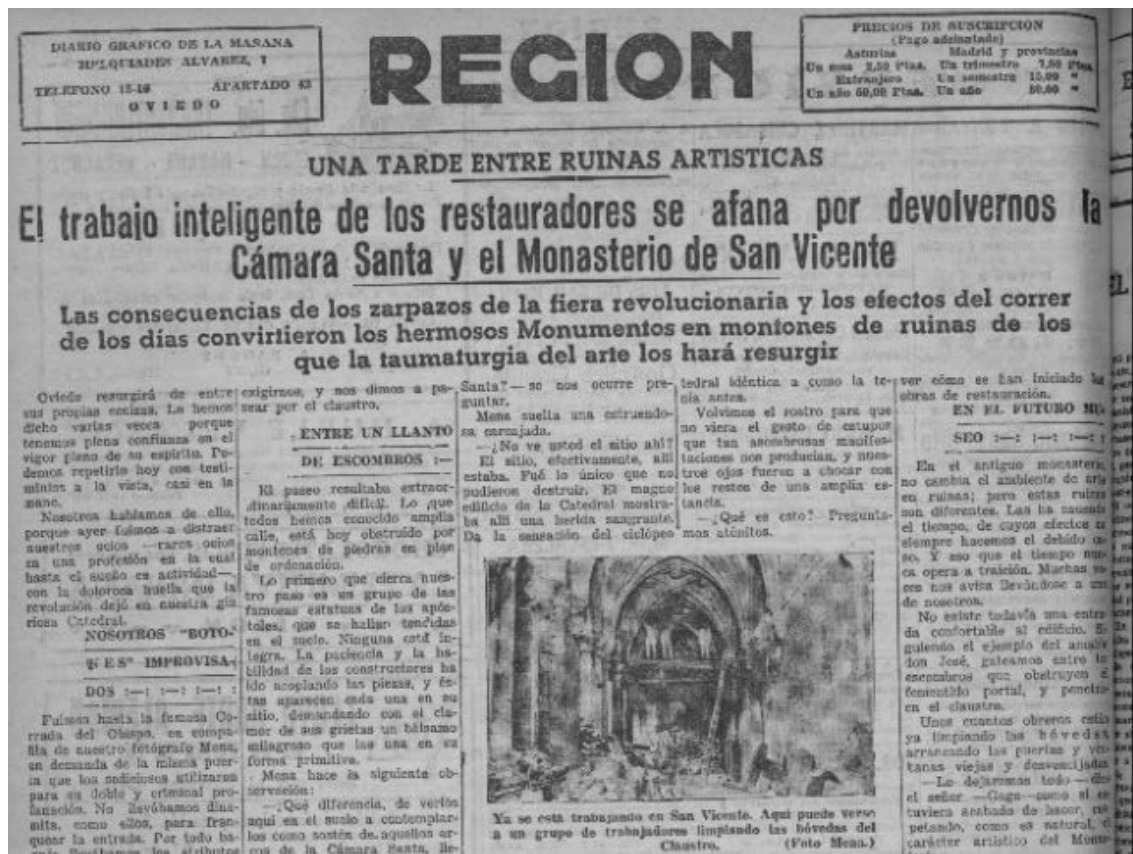 DIARIO GRAFICO DE LA MAÑANA
MELQUIADES ALVAREZ, 7
TELEFONO 15-16 APARTADO 42
OVIEDO
REGION
PRECIOS DE SUSCRIPCION
(Pago adelantado)
Asturias Madrid y provincias
Un mes 2,50 Ptas. Un trimestre 7,50 Ptas.
Extranjero Un semestre 15,00 "
Un año 60,00 Ptas. Un año 30,00 "
UNA TARDE ENTRE RUINAS ARTISTICAS
El trabajo inteligente de los restauradores se afana por devolvernos la
Cámara Santa y el Monasterio de San Vicente
Las consecuencias de los zarpazos de la fiera revolucionaria y los efectos del correr
de los días convirtieron los hermosos Monumentos en montones de ruinas de los
que la taumaturgia del arte los hará resurgir
Oviedo resurgirá de entre
sus propias cenizas. Lo hemos
dicho varias veces porque
tenemos plena confianza en el
vigor pleno de su espíritu. Po-
demos repetirlo hoy con testi-
minios a la vista, casi en la
mano.
Nosotros hablamos de ello,
porque ayer fuimos a distraer
nuestros ocios —raros ocios
en una profesión en la cual
hasta el sueño es actividad—,
con la dolorosa huella que la
revolución dejó en nuestra glo
riosa Catedral.
NOSOTROS "BOTO-
NES" IMPROVISA-
DOS :—: :—: :—: :
Fuimos hasta la famosa Co-
rrada del Obispo, en compa-
ñía de nuestro fotógrafo Mena,
en demanda de la misma puer-
ta que los sediciosos utilizaron
para su doble y criminal pro-
fanación. No llevábamos dina-
mita, como ellos, para fran-
quear la entrada. Por todo ba-
gaje llevábamos los atributos
exigirnos, y nos dimos a pa-
sear por el claustro.
ENTRE UN LLANTO
DE ESCOMBROS :—
El paseo resultaba extraor-
dinariamente difícil. Lo que
todos hemos conocido amplia
calle, está hoy obstruído por
montones de piedras en plan
de ordenación.
Lo primero que cierra nues-
tro paso es un grupo de las
famosas estatuas de los após-
toles, que se hallan tendidas
en el suelo. Ninguna está ín-
tegra. La paciencia y la ha-
bilidad de los constructores ha
ido acoplando las piezas, y és-
tas aparecen cada una en su
sitio, demandando con el cla-
mor de sus grietas un bálsamo
milagroso que las una en su
forma primitiva.
Mena hace la siguiente ob-
servación:
—¡Qué diferencia, de verlos
aquí en el suelo a contemplar-
los como sostén de aquellos ar-
cos de la Cámara Santa, lle-
Santa?—se nos ocurre pre-
guntar.
Mena suelta una estruendo-
sa carcajada.
—¿No ve usted el sitio ahí?
El sitio, efectivamente, allí
estaba. Fué lo único que no
pudieron destruir. El magno
edificio de la Catedral mostra-
ba allí una herida sangrante.
Da la sensación del ciclópeo
tedral idéntica a como la te-
nía antes.
Volvimos el rostro para que
no viera el gesto de estupor
que tan asombrosas manifes-
taciones nos producían, y nues-
tros ojos fueron a chocar con
los restos de una amplia es-
tancia.
—¿Qué es esto? Pregunta-
mos atónitos.
Ya se está trabajando en San Vicente. Aquí puede verse
a un grupo de trabajadores limpiando las bóvedas del
Claustro. (Foto Mena.)
ver cómo se han iniciado las
obras de restauración.
EN EL FUTURO MU-
SEO :—: :—: :—:
En el antiguo monasterio
no cambia el ambiente de arte
en ruinas; pero estas ruinas
son diferentes. Las ha causado
el tiempo, de cuyos efectos
siempre hacemos el debido
so. Y eso que el tiempo nun-
ca opera a traición. Muchas ve-
ces nos avisa llevándose a uno
de nosotros.
No existe todavía una entra
da confortable al edificio. Si-
guiendo el ejemplo del amable
don José, gateamos entro los
escombros que obstruyen el
fementado portal, y penetra-
en el claustro.
Unos cuantos obreros están
ya limpiando las bóvedas
arrancando las puertas y ven-
tanas viejas y desvencijadas
—Lo dejaremos todo —
el señor
tuviera acabado de hacer, res-
petando, como es natural, el
carácter artístico del Monu-